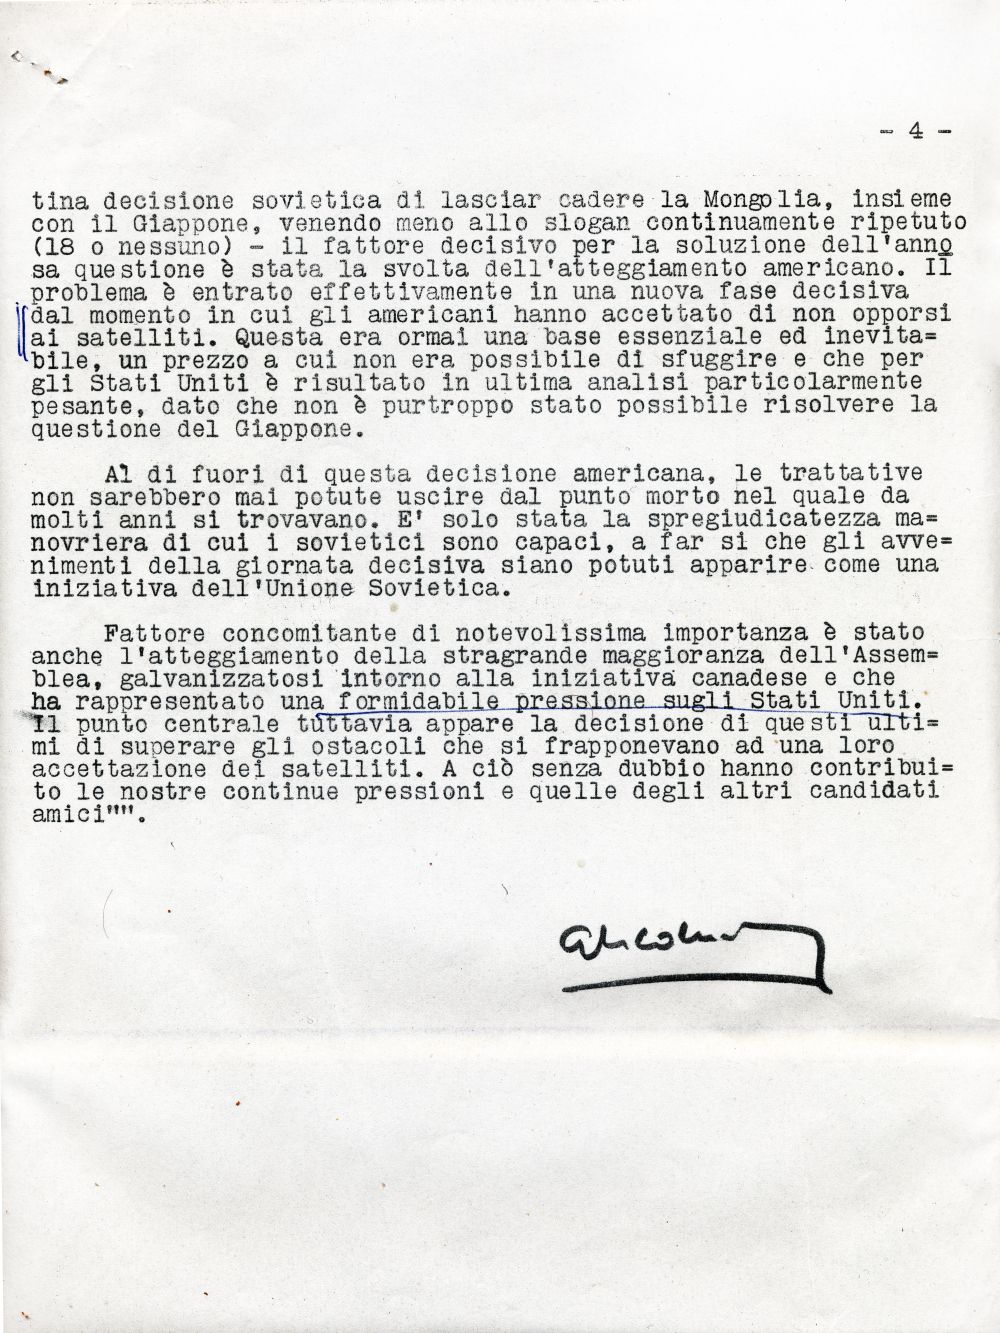 - 4 -
tina decisione sovietica di lasciar cadere la Mongolia, insieme
con il Giappone, venendo meno allo slogan continuamente ripetuto
(18 o nessuno) - il fattore decisivo per la soluzione dell'anno
sa questione è stata la svolta dell'atteggiamento americano. Il
problema è entrato effettivamente in una nuova fase decisiva
dal momento in cui gli americani hanno accettato di non opporsi
ai satelliti. Questa era ormai una base essenziale ed inevita=
bile, un prezzo a cui non era possibile di sfuggire e che per
gli Stati Uniti è risultato in ultima analisi particolarmente
pesante, dato che non è purtroppo stato possibile risolvere la
questione del Giappone.
Al di fuori di questa decisione americana, le trattative
non sarebbero mai potute uscire dal punto morto nel quale da
molti anni si trovavano. E' solo stata la spregiudicatezza ma=
novriera di cui i sovietici sono capaci, a far si che gli avve=
nimenti della giornata decisiva siano potuti apparire come una
iniziativa dell'Unione Sovietica.
Fattore concomitante di notevolissima importanza è stato
anche l'atteggiamento della stragrande maggioranza dell'Assem=
blea, galvanizzatosi intorno alla iniziativa canadese e che
ha rappresentato una formidabile pressione sugli Stati Uniti.
Il punto centrale tuttavia appare la decisione di questi ulti=
mi di superare gli ostacoli che si frapponevano ad una loro
accettazione dei satelliti. A ciò senza dubbio hanno contribui=
to le nostre continue pressioni e quelle degli altri candidati
amici"".